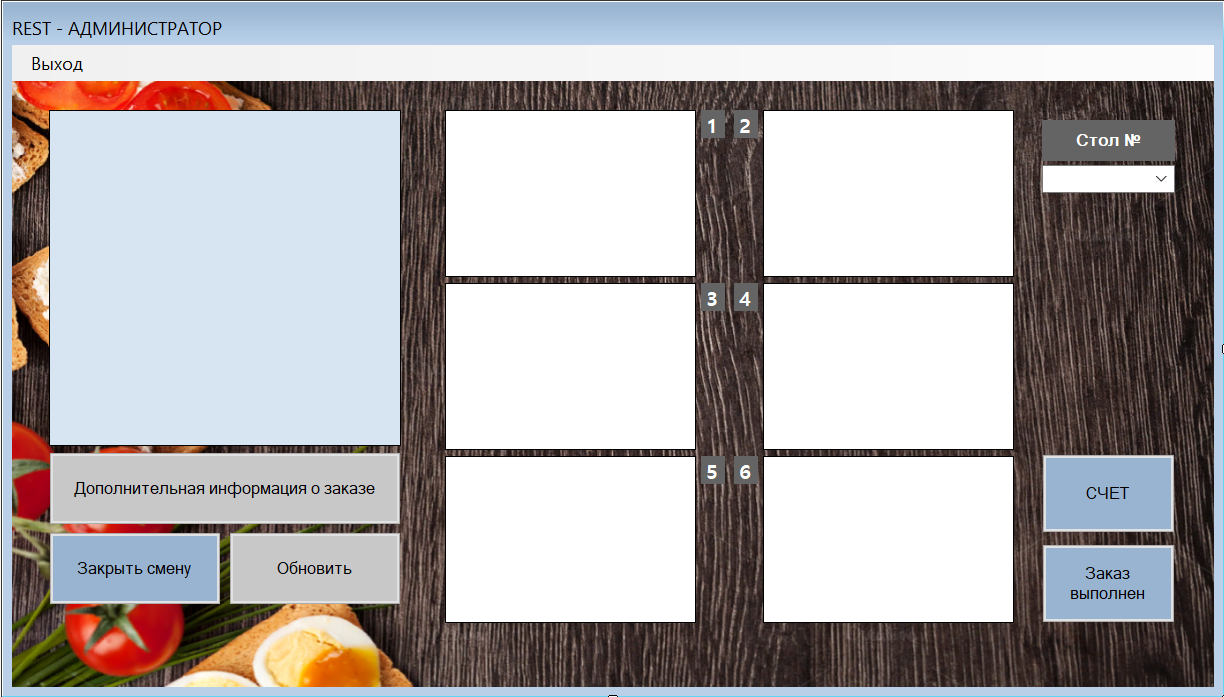 REST - АДМИНИСТРАТОР
Выход
1 2
Стол №
3 4
5 6
Дополнительная информация о заказе
СЧЕТ
Закрыть смену
Обновить
Заказ
выполнен